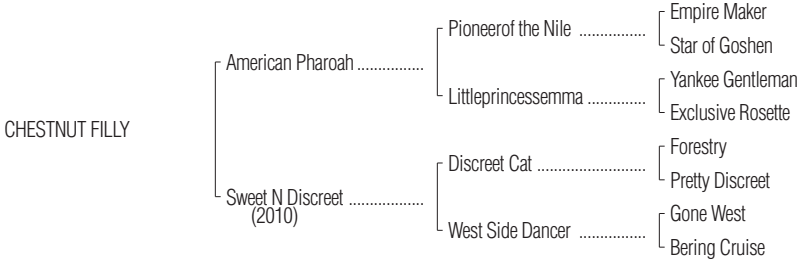 Empire Maker
Pioneerof the Nile ................
Star of Goshen
American Pharoah ................
Yankee Gentleman
Littleprincessemma ..............
Exclusive Rosette
CHESTNUT FILLY
Forestry
Discreet Cat ..........................
Pretty Discreet
Sweet N Discreet ..................
(2010)
Gone West
West Side Dancer ................
Bering Cruise